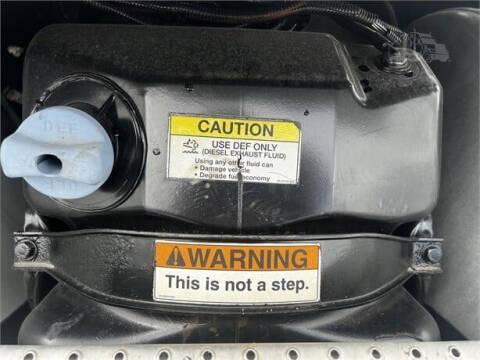 DEF
CAUTION
USE DEF ONLY
(DIESEL EXHAUST FLUID)
Using any other fluid can
• Damage vehicle
• Degrade fuel economy
WARNING
This is not a step.